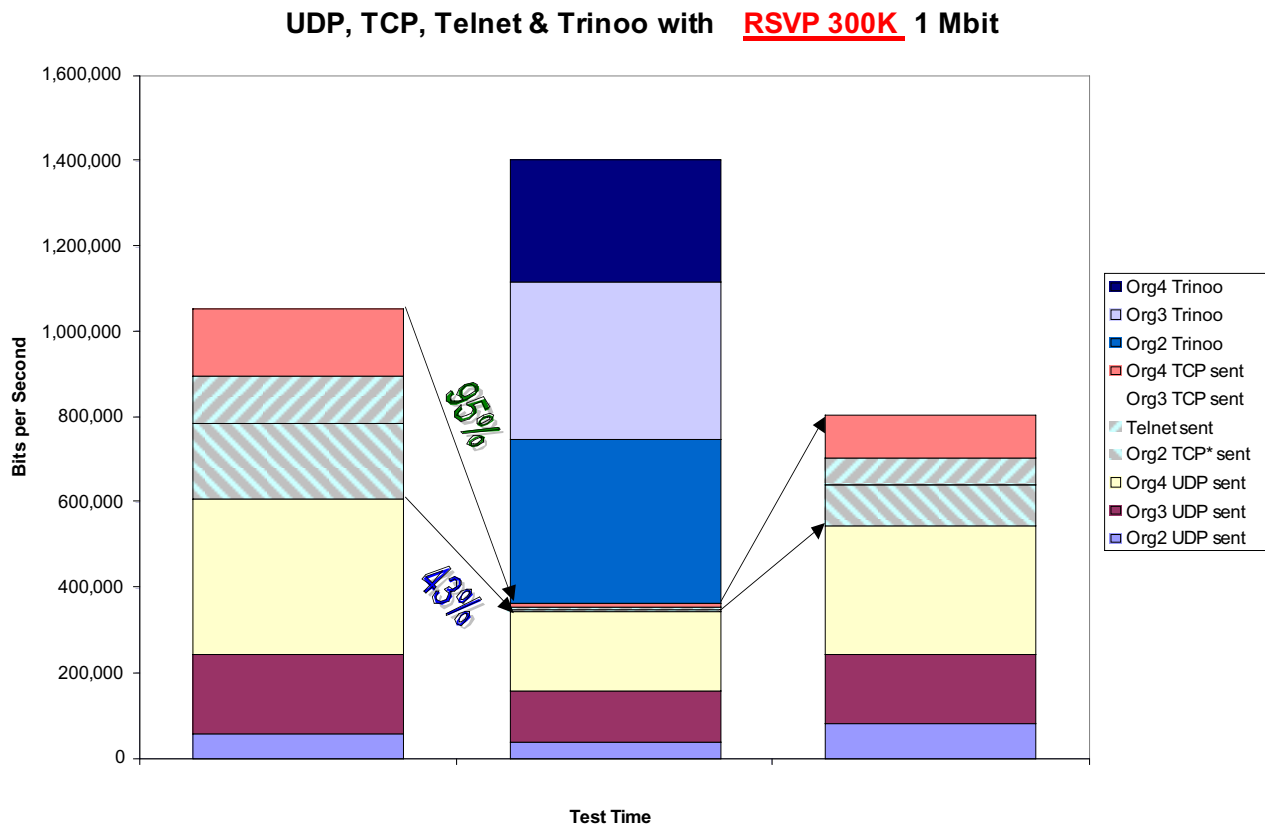 UDP, TCP, Telnet & Trinoo with RSVP 300K 1 Mbit
1,600,000
1,400,000
1,200,000
1,000,000
800,000
600,000
400,000
200,000
0
Bits per Second
95%
43%
Test Time
Org4 Trinoo
Org3 Trinoo
Org2 Trinoo
Org4 TCP sent
Org3 TCP sent
Telnet sent
Org2 TCP* sent
Org4 UDP sent
Org3 UDP sent
Org2 UDP sent